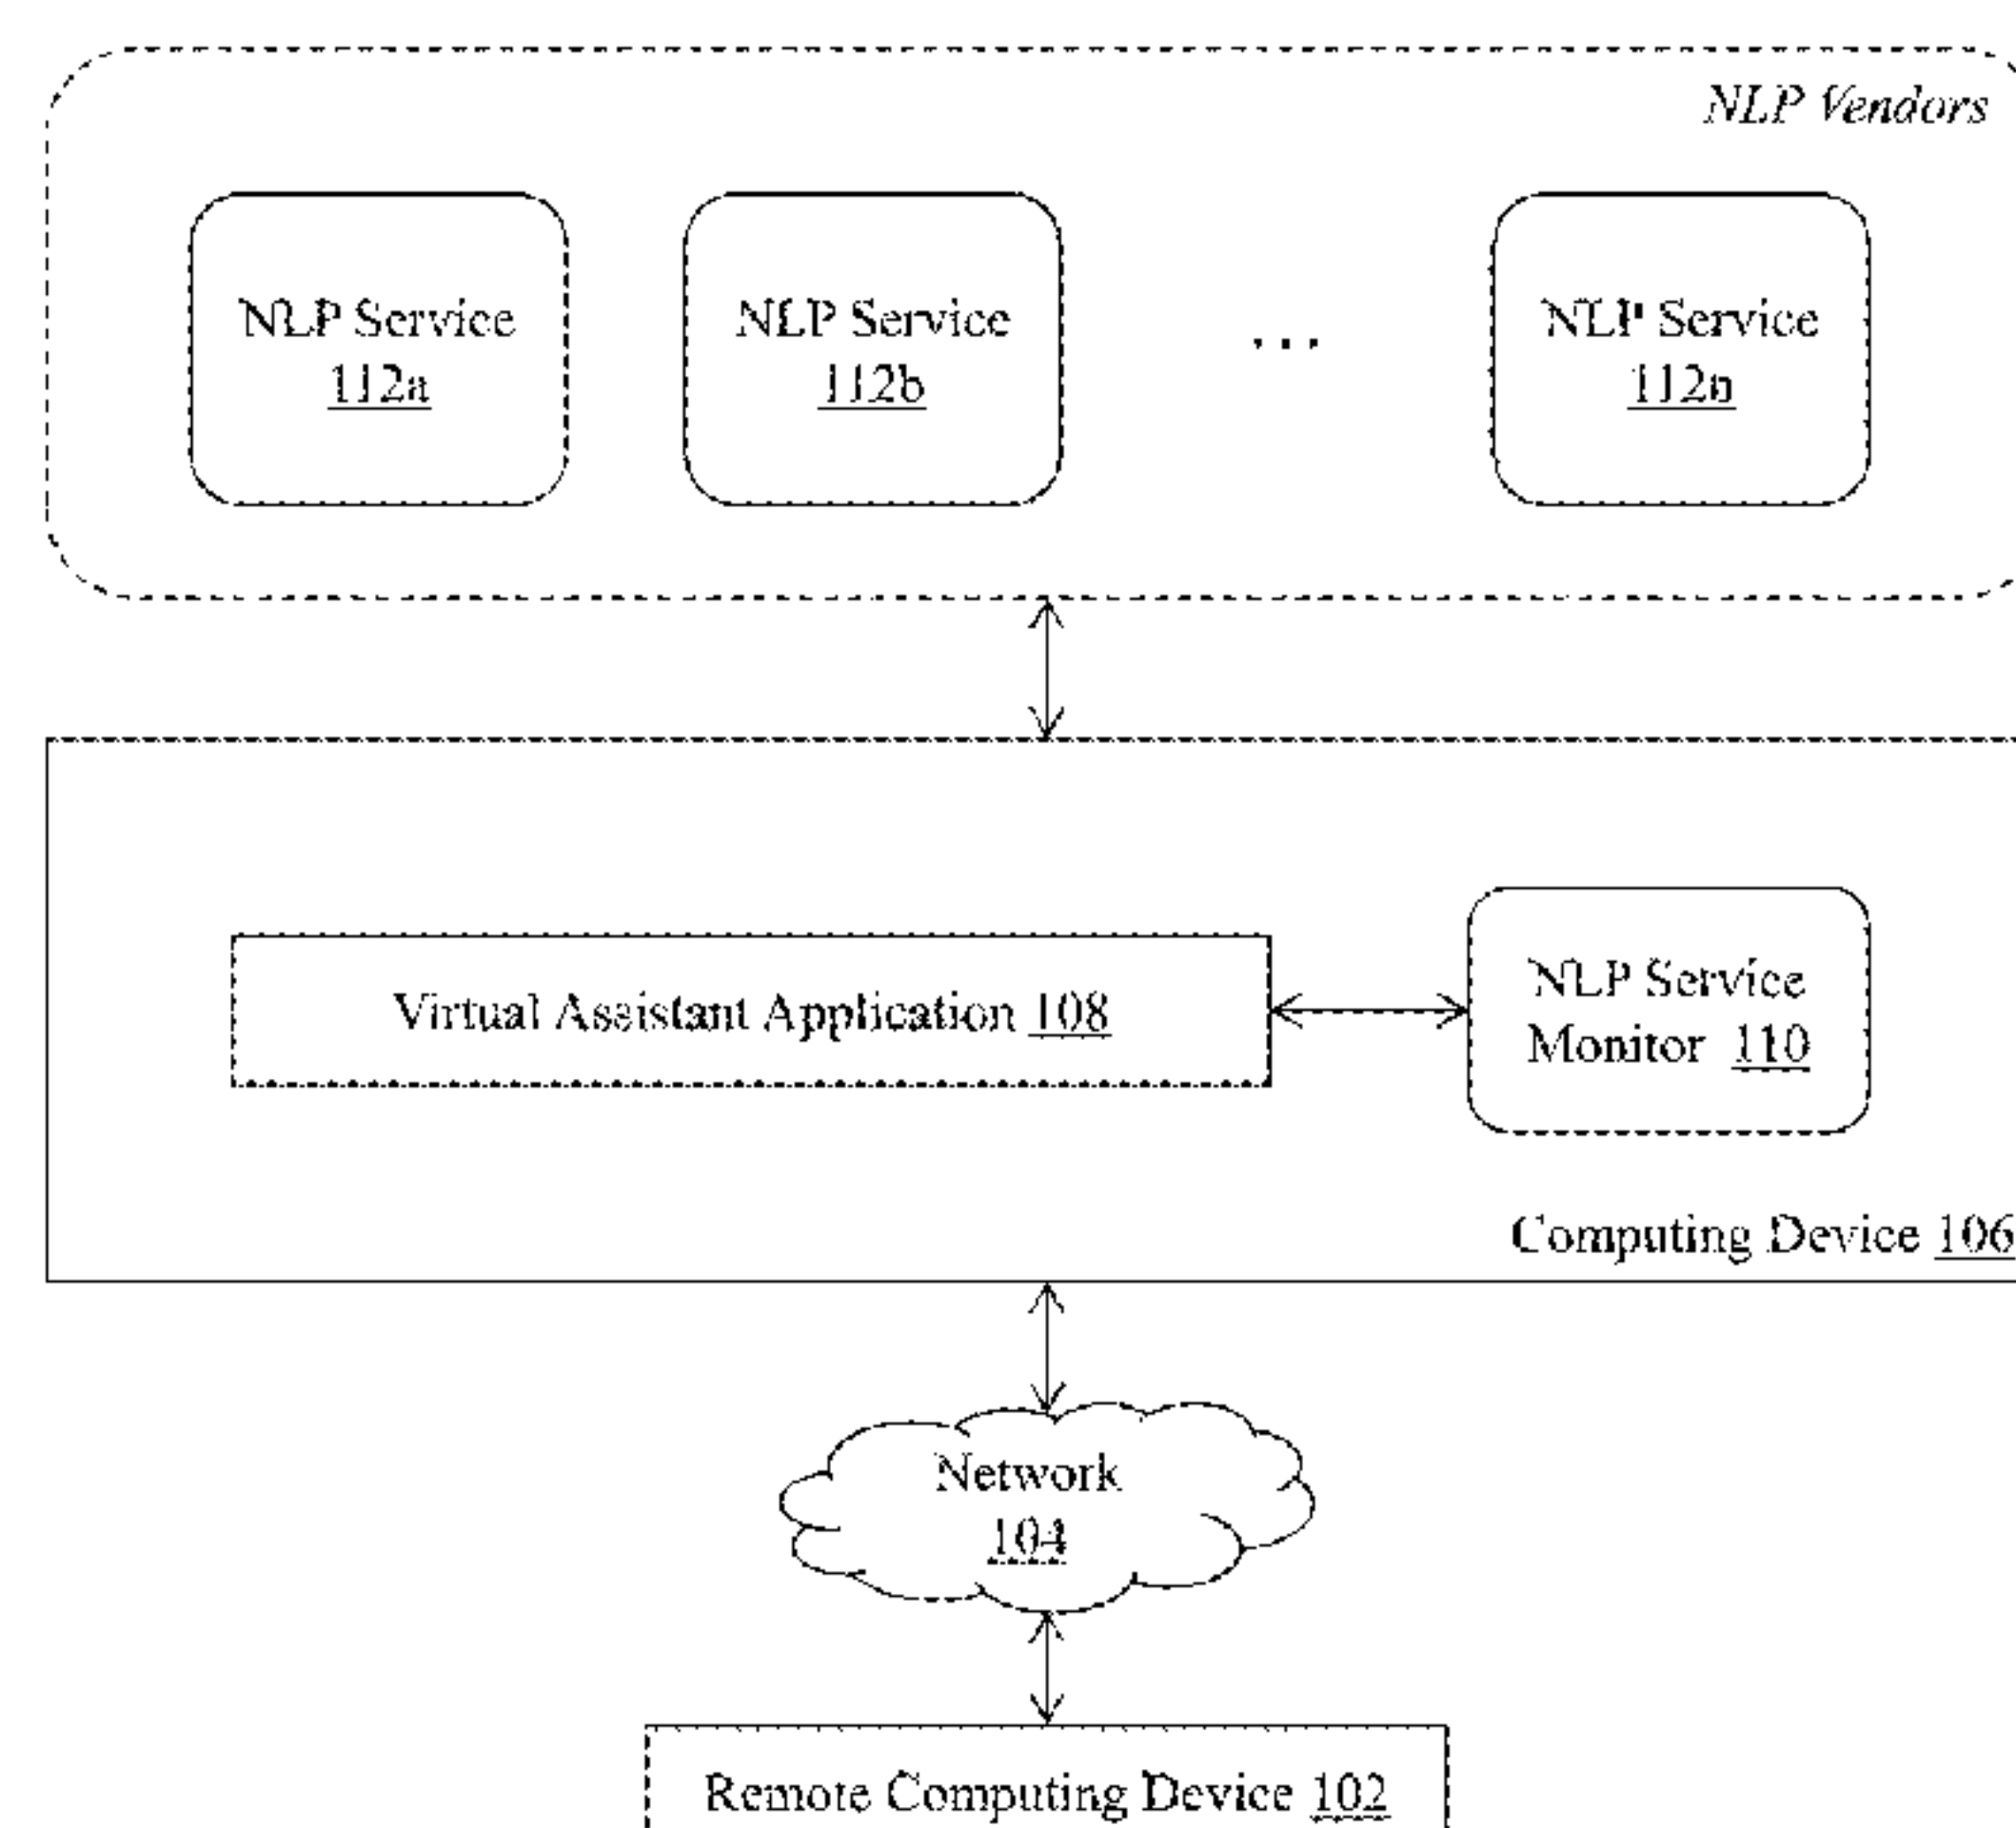 NLP Vendors
NLP Service
112a
NLP Service
112b
...
NLP Service
112n
Virtual Assistant Application 108
NLP Service
Monitor 110
Computing Device 106
Network
104
Remote Computing Device 102